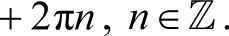 + 2πn , n ∈ ℤ .